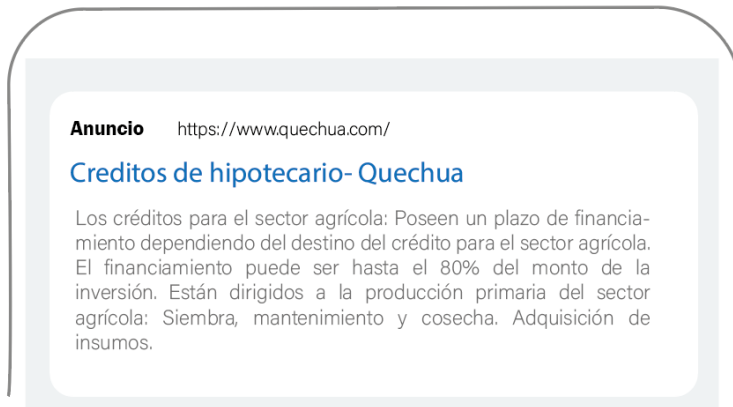 Anuncio https://www.quechua.com/
Creditos de hipotecario- Quechua
Los créditos para el sector agrícola: Poseen un plazo de financia-
miento dependiendo del destino del crédito para el sector agrícola.
El financiamiento puede ser hasta el 80% del monto de la
inversión. Están dirigidos a la producción primaria del sector
agrícola: Siembra, mantenimiento y cosecha. Adquisición de
insumos.